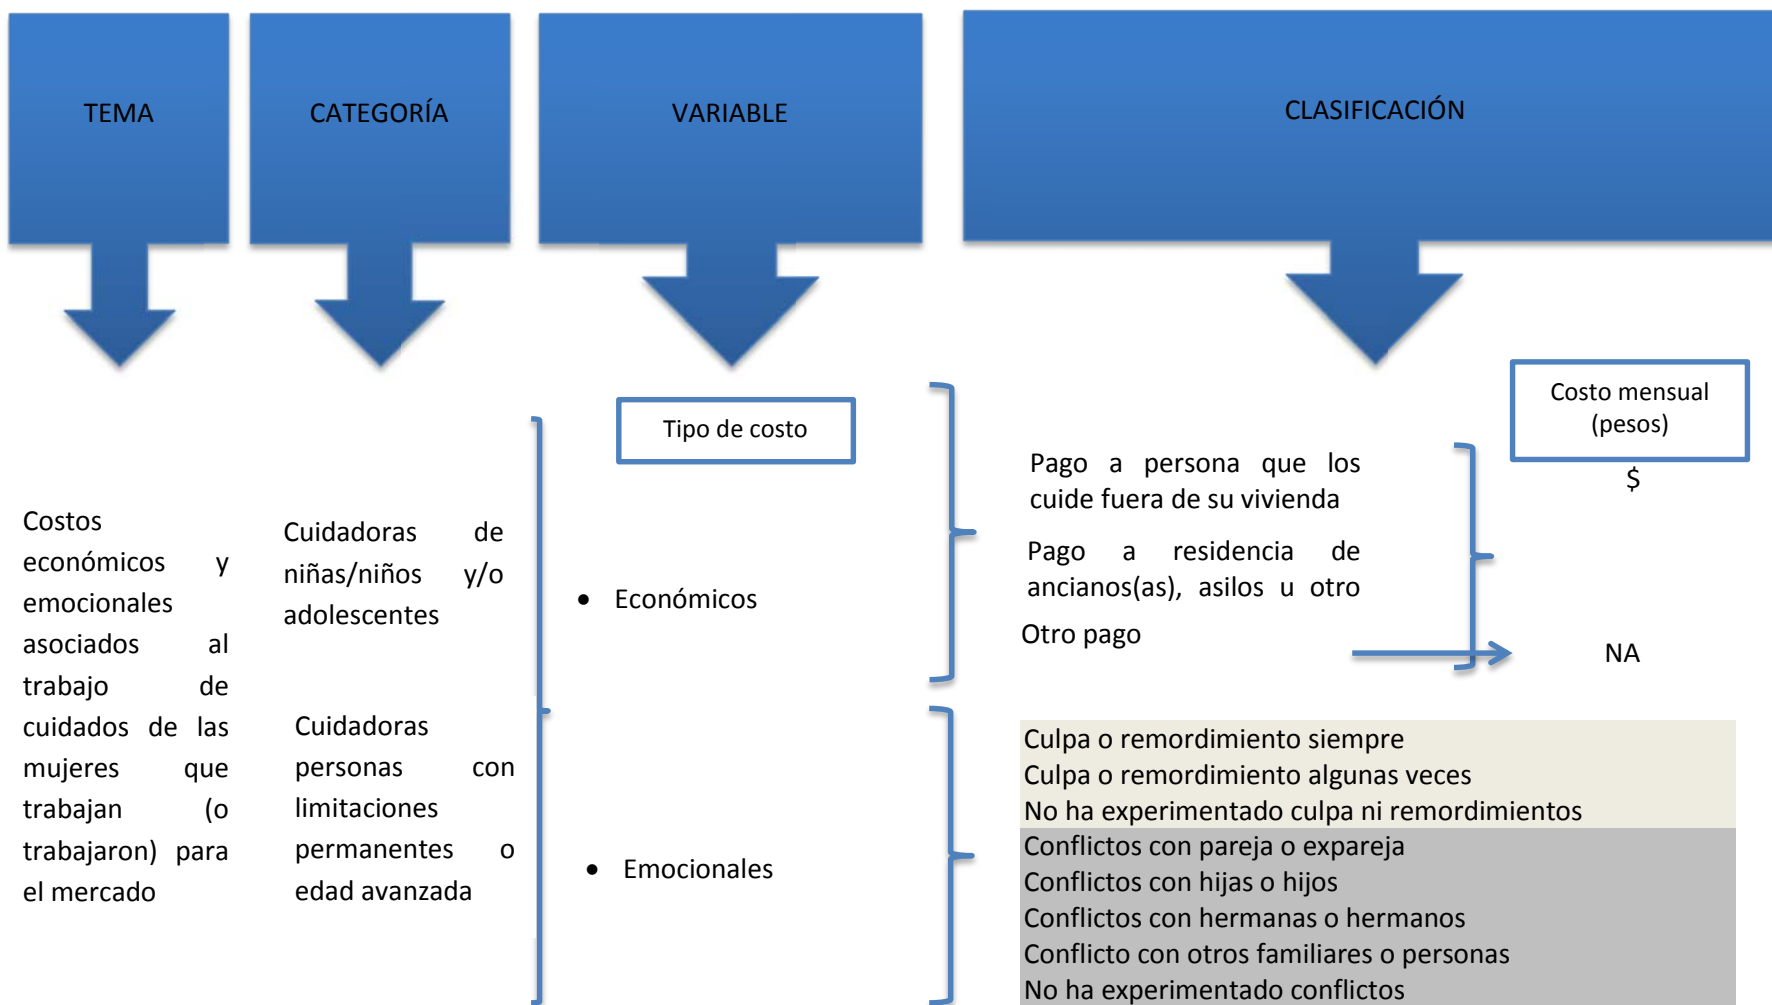 TEMA
CATEGORÍA
VARIABLE
CLASIFICACIÓN
Costos
económicos y
emocionales
asociados al
trabajo de
cuidados de las
mujeres que
trabajan (o
trabajaron) para
el mercado
Cuidadoras de
niñas/niños y/o
adolescentes
Cuidadoras
personas con
limitaciones
permanentes o
edad avanzada
Tipo de costo
• Económicos
• Emocionales
Pago a persona que los
cuide fuera de su vivienda
Pago a residencia de
ancianos(as), asilos u otro
Otro pago
Costo mensual
(pesos)
$
NA
Culpa o remordimiento siempre
Culpa o remordimiento algunas veces
No ha experimentado culpa ni remordimientos
Conflictos con pareja o expareja
Conflictos con hijas o hijos
Conflictos con hermanas o hermanos
Conflicto con otros familiares o personas
No ha experimentado conflictos